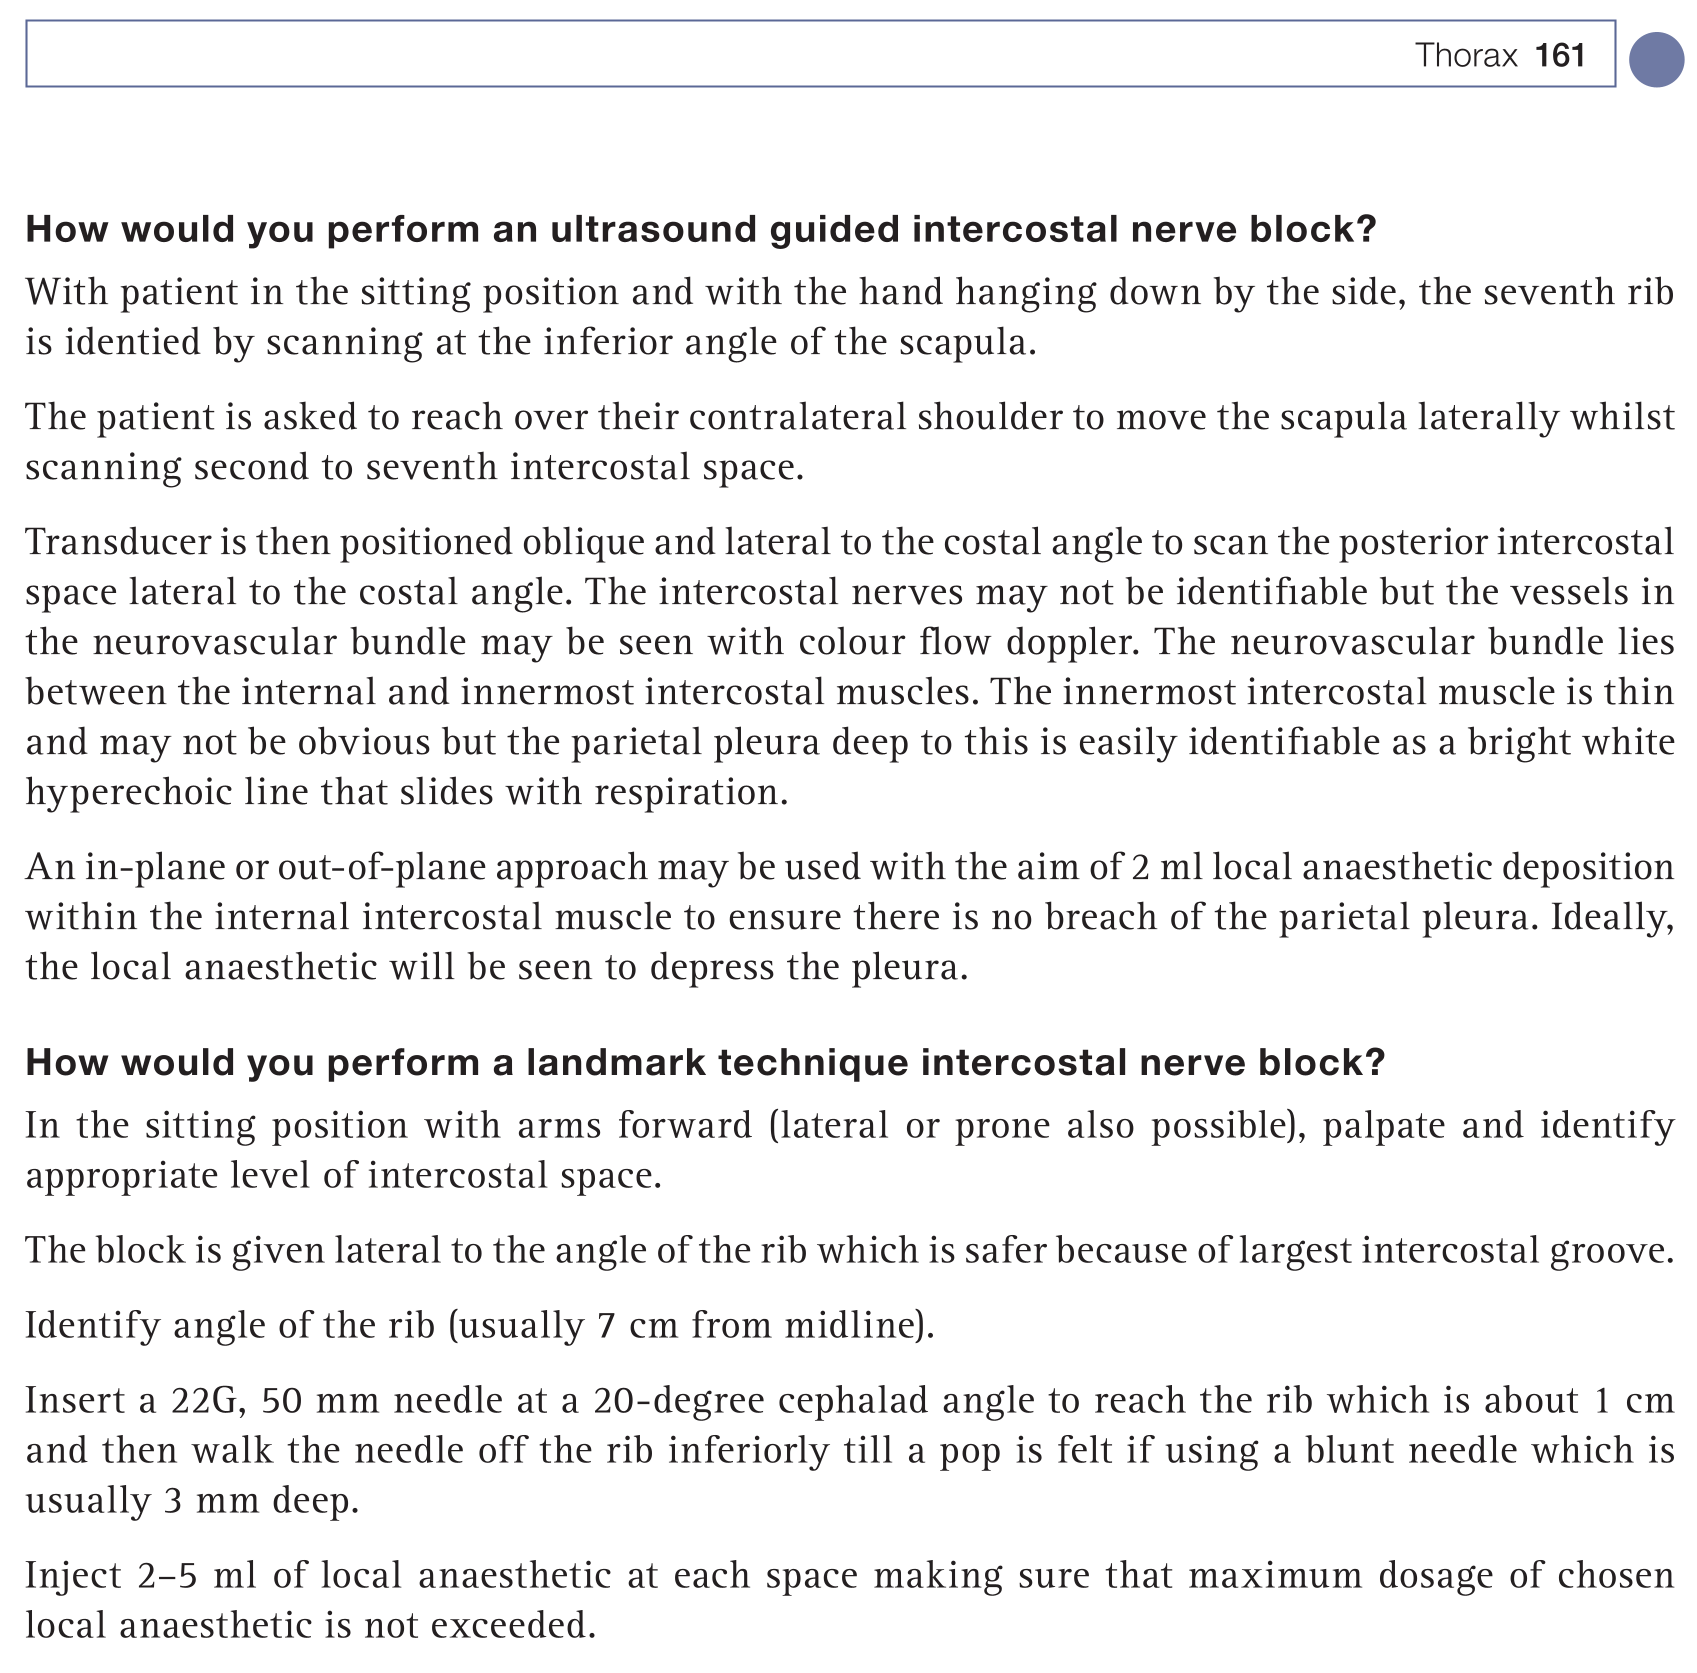 Thorax 161
How would you perform an ultrasound guided intercostal nerve block?
With patient in the sitting position and with the hand hanging down by the side, the seventh rib
is identied by scanning at the inferior angle of the scapula.
The patient is asked to reach over their contralateral shoulder to move the scapula laterally whilst
scanning second to seventh intercostal space.
Transducer is then positioned oblique and lateral to the costal angle to scan the posterior intercostal
space lateral to the costal angle. The intercostal nerves may not be identifiable but the vessels in
the neurovascular bundle may be seen with colour flow doppler. The neurovascular bundle lies
between the internal and innermost intercostal muscles. The innermost intercostal muscle is thin
and may not be obvious but the parietal pleura deep to this is easily identifiable as a bright white
hyperechoic line that slides with respiration.
An in-plane or out-of-plane approach may be used with the aim of 2 ml local anaesthetic deposition
within the internal intercostal muscle to ensure there is no breach of the parietal pleura. Ideally,
the local anaesthetic will be seen to depress the pleura.
How would you perform a landmark technique intercostal nerve block?
In the sitting position with arms forward (lateral or prone also possible), palpate and identify
appropriate level of intercostal space.
The block is given lateral to the angle of the rib which is safer because of largest intercostal groove.
Identify angle of the rib (usually 7 cm from midline).
Insert a 22G, 50 mm needle at a 20-degree cephalad angle to reach the rib which is about 1 cm
and then walk the needle off the rib inferiorly till a pop is felt if using a blunt needle which is
usually 3 mm deep.
Inject 2–5 ml of local anaesthetic at each space making sure that maximum dosage of chosen
local anaesthetic is not exceeded.